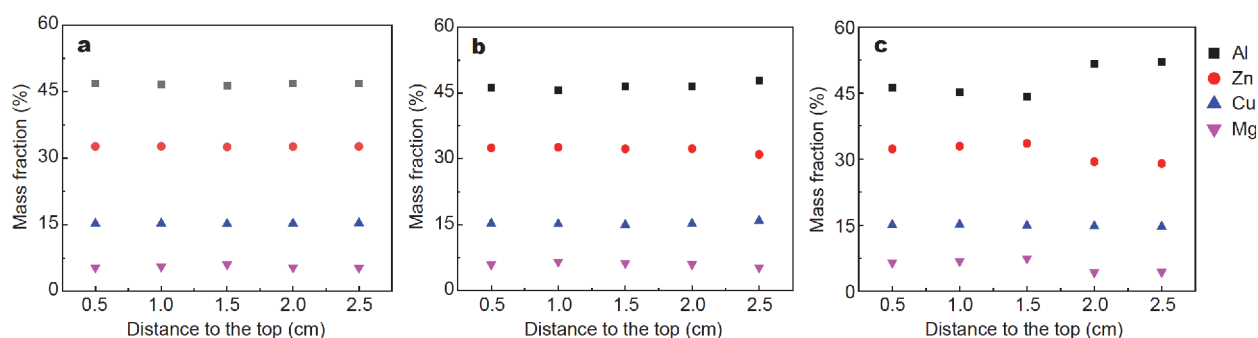 a
60
45
30
15
0
Mass fraction (%)
0.5 1.0 1.5 2.0 2.5
Distance to the top (cm)
b
60
45
30
15
0
Mass fraction (%)
0.5 1.0 1.5 2.0 2.5
Distance to the top (cm)
c
60
45
30
15
0
Mass fraction (%)
0.5 1.0 1.5 2.0 2.5
Distance to the top (cm)
Al
Zn
Cu
Mg